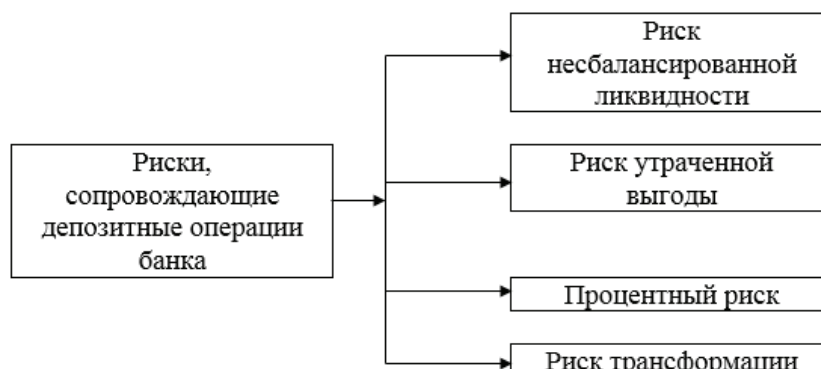 Риск
несбалансированной
ликвидности
Риски,
сопровождающие
депозитные операции
банка
Риск утраченной
выгоды
Процентный риск
Риск трансформации